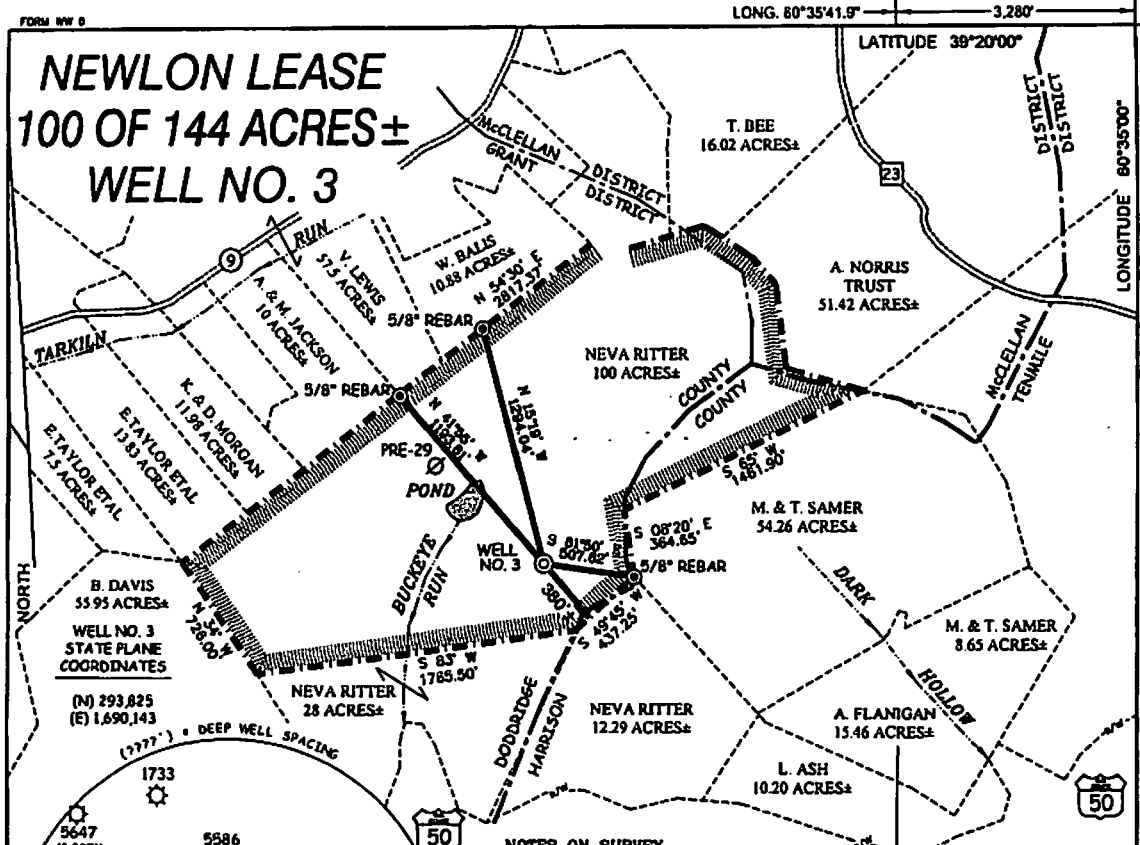 FORM WW 6
LONG. 80°35'41.9"
3,280'
LATITUDE 39°20'00"
NEWLON LEASE
100 OF 144 ACRES±
WELL NO. 3
LONGITUDE 80°35'00"
DISTRICT
DISTRICT
T. BEE
16.02 ACRES±
23
McCLELLAN
GRANT
DISTRICT
DISTRICT
9
RUN
TARKILN
V. LEWIS
57.5 ACRES±
W. BALIS
10.88 ACRES±
N 54°30' E
2817.37'
A. & M. JACKSON
10 ACRES±
5/8" REBAR
5/8" REBAR
A. NORRIS
TRUST
51.42 ACRES±
NEVA RITTER
100 ACRES±
COUNTY
COUNTY
McCLELLAN
TENMILE
K. & D. MORGAN
11.98 ACRES±
E.TAYLOR ETAL
13.83 ACRES±
E.TAYLOR ETAL
7.5 ACRES±
N 41°55' W
N 15°19' W
1294.04'
PRE-29
POND
S 65° W
1461.90'
M. & T. SAMER
54.26 ACRES±
S 08°20' E
364.65'
S 81°50'
WELL
NO. 3
5/8" REBAR
380'±
S 49°45' W
437.25'
BUCKEYE
RUN
NORTH
B. DAVIS
55.95 ACRES±
N 34° W
726.00'
WELL NO. 3
STATE PLANE
COORDINATES
(N) 293,825
(E) 1,690,143
S 83° W
1785.50'
NEVA RITTER
28 ACRES±
DODDRIDGE
HARRISON
NEVA RITTER
12.29 ACRES±
DARK
HOLLOW
M. & T. SAMER
8.65 ACRES±
A. FLANIGAN
15.46 ACRES±
L. ASH
10.20 ACRES±
(????') = DEEP WELL SPACING
1733
5647
5586
50
50
NOTES ON SURVEY